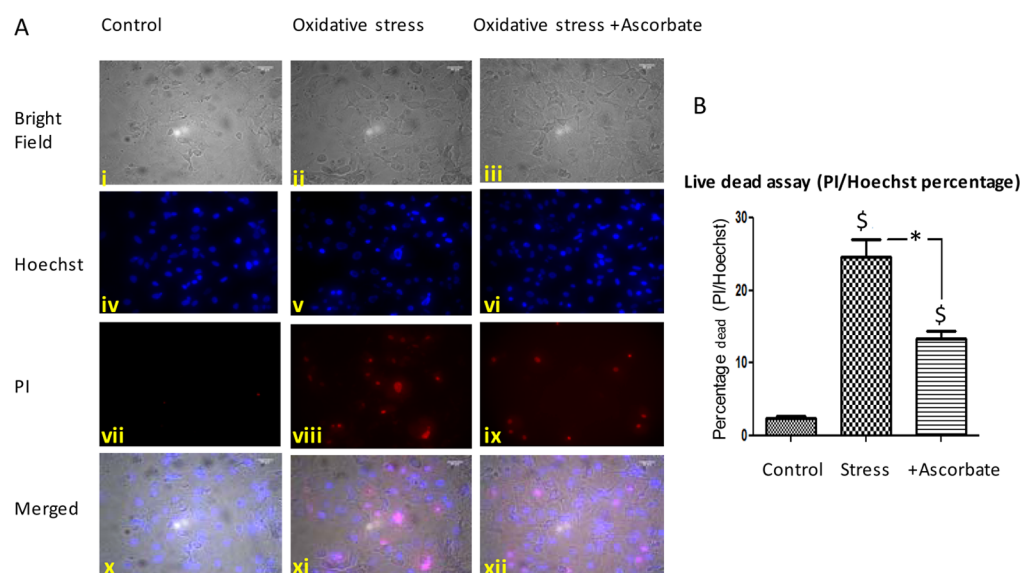 A
Control
Oxidative stress
Oxidative stress +Ascorbate
Bright
Field
i
ii
iii
Hoechst
iv
v
vi
PI
vii
viii
ix
Merged
x
xi
xii
B
Live dead assay (PI/Hoechst percentage)
Percentage dead (PI/Hoechst)
30
20
10
0
$
*
$
Control
Stress
+Ascorbate